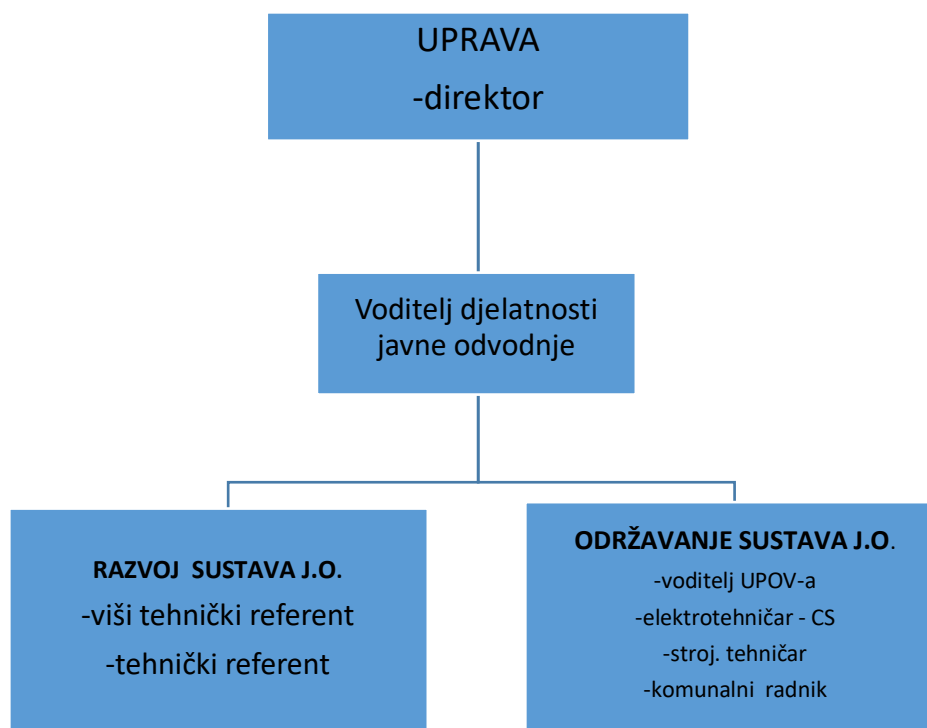 UPRAVA
-direktor
Voditelj djelatnosti
javne odvodnje
RAZVOJ SUSTAVA J.O.
-viši tehnički referent
-tehnički referent
ODRŽAVANJE SUSTAVA J.O.
-voditelj UPOV-a
-elektrotehničar - CS
-stroj. tehničar
-komunalni radnik